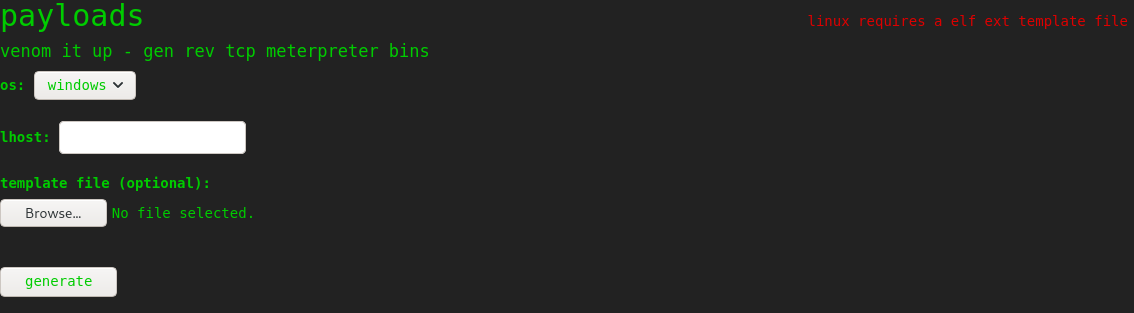 payloads
linux requires a elf ext template file
venom it up - gen rev tcp meterpreter bins
os: windows
lhost:
template file (optional):
Browse... No file selected.
generate